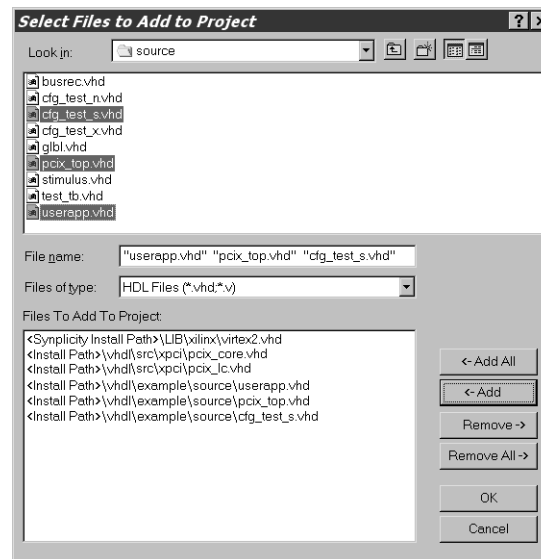 Select Files to Add to Project
Look in: source
busrec.vhd
cfg_test_n.vhd
cfg_test_s.vhd
cfg_test_x.vhd
glbl.vhd
pcix_top.vhd
stimulus.vhd
test_tb.vhd
userapp.vhd
File name: "userapp.vhd" "pcix_top.vhd" "cfg_test_s.vhd"
Files of type: HDL Files (*.vhd;*.v)
Files To Add To Project:
<Synplicity Install Path>\LIB\xilinx\virtex2.vhd
<Install Path>\vhdl\src\xpci\pcix_core.vhd
<Install Path>\vhdl\src\xpci\pcix_lc.vhd
<Install Path>\vhdl\example\source\userapp.vhd
<Install Path>\vhdl\example\source\pcix_top.vhd
<Install Path>\vhdl\example\source\cfg_test_s.vhd
<- Add All
<- Add
Remove ->
Remove All ->
OK
Cancel